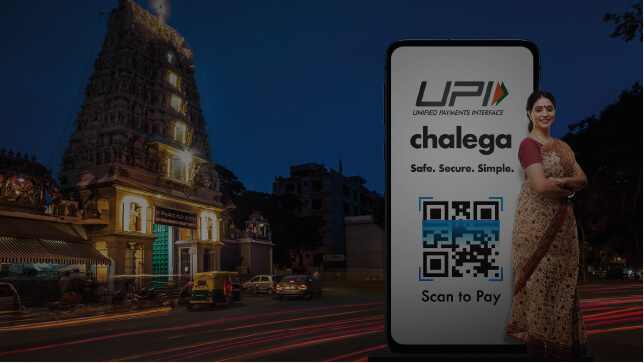 UPI
UNIFIED PAYMENTS INTERFACE
chalega
Safe. Secure. Simple.
Scan to Pay